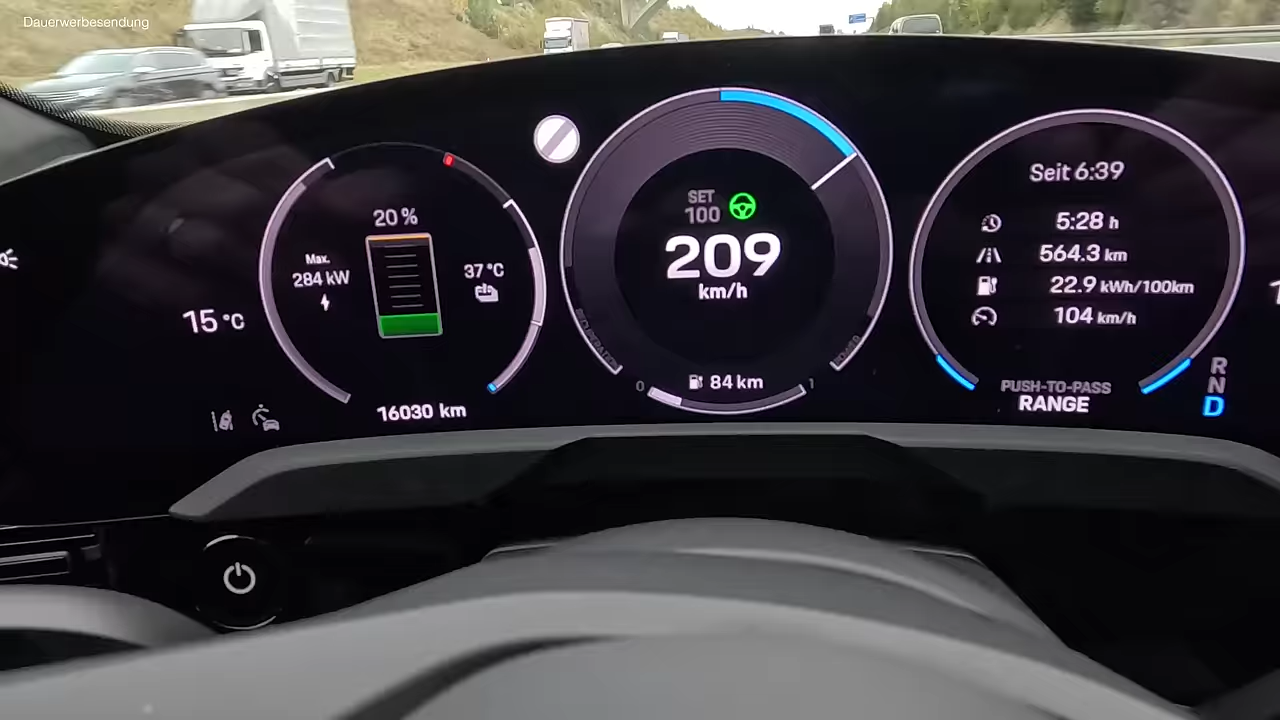 Dauerwerbesendung
15 °C
20 %
Max.
284 kW
37 °C
16030 km
SET
100
209
km/h
POWER
0
84 km
1
Seit 6:39
5:28 h
564.3 km
22.9 kWh/100km
104 km/h
PUSH-TO-PASS
RANGE
R
N
D